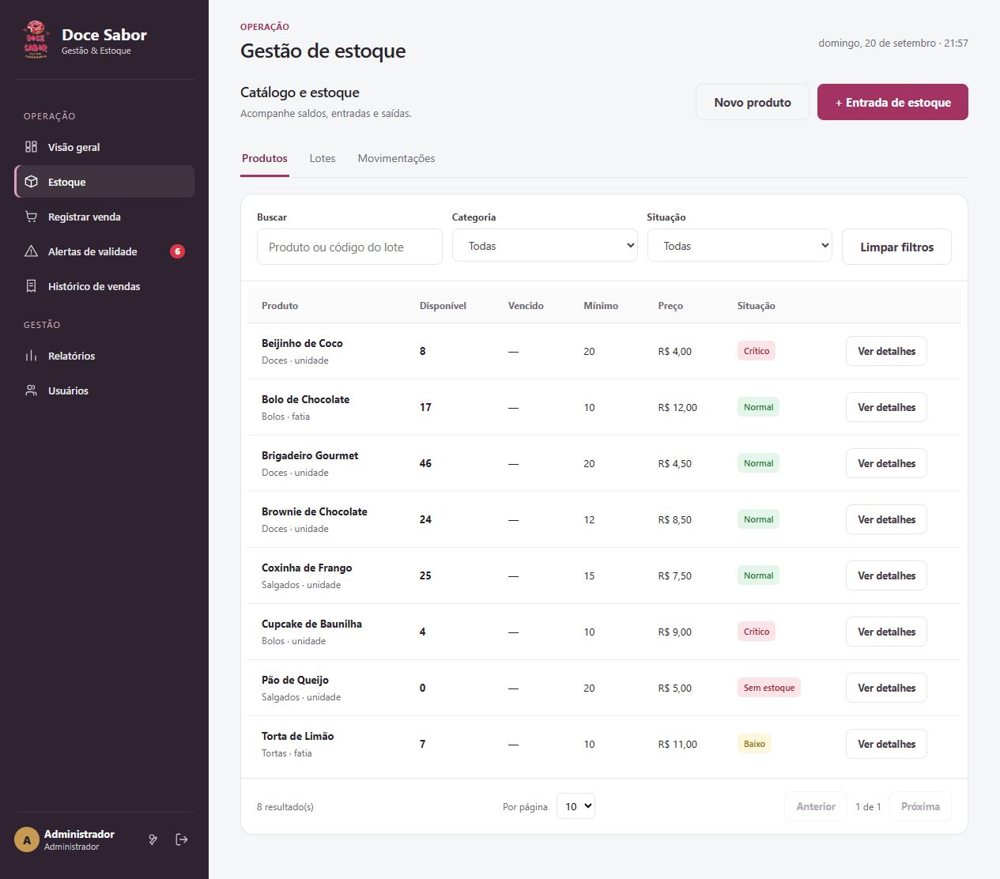 DOCE
SABOR
Doce Sabor
Gestão & Estoque
OPERAÇÃO
Visão geral
Estoque
Registrar venda
Alertas de validade 6
Histórico de vendas
GESTÃO
Relatórios
Usuários
A
Administrador
Administrador
OPERAÇÃO
Gestão de estoque
domingo, 20 de setembro · 21:57
Catálogo e estoque
Acompanhe saldos, entradas e saídas.
Novo produto
+ Entrada de estoque
Produtos Lotes Movimentações
Buscar Categoria Situação
Produto ou código do lote Todas Todas Limpar filtros
Produto Disponível Vencido Mínimo Preço Situação
Beijinho de Coco
Doces · unidade
8 — 20 R$ 4,00 Crítico Ver detalhes
Bolo de Chocolate
Bolos · fatia
17 — 10 R$ 12,00 Normal Ver detalhes
Brigadeiro Gourmet
Doces · unidade
46 — 20 R$ 4,50 Normal Ver detalhes
Brownie de Chocolate
Doces · unidade
24 — 12 R$ 8,50 Normal Ver detalhes
Coxinha de Frango
Salgados · unidade
25 — 15 R$ 7,50 Normal Ver detalhes
Cupcake de Baunilha
Bolos · unidade
4 — 10 R$ 9,00 Crítico Ver detalhes
Pão de Queijo
Salgados · unidade
0 — 20 R$ 5,00 Sem estoque Ver detalhes
Torta de Limão
Tortas · fatia
7 — 10 R$ 11,00 Baixo Ver detalhes
8 resultado(s) Por página 10 Anterior 1 de 1 Próxima